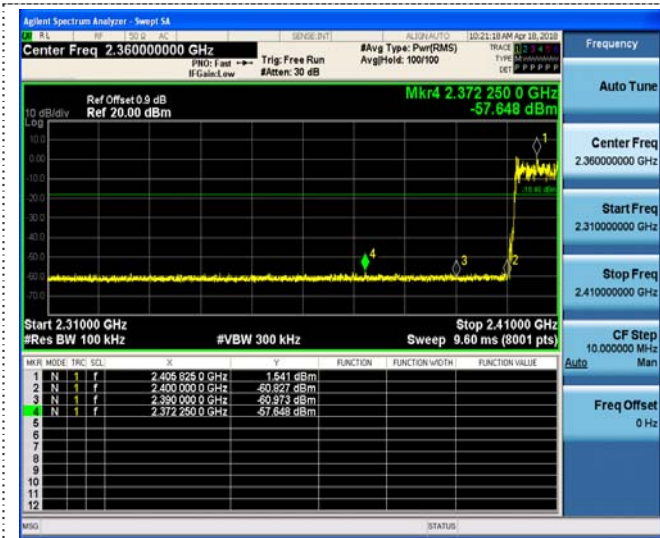 Agilent Spectrum Analyzer - Swept SA
RL RF 50 Ω AC SENSE:INT ALIGN AUTO 10:21:18 AM Apr 18, 2018
Center Freq 2.360000000 GHz #Avg Type: Pwr(RMS) TRACE 1 2 3 4 5 6
PNO: Fast Trig: Free Run Avg|Hold: 100/100 TYPE
IFGain:Low #Atten: 30 dB DET P P P P P P
Frequency
Auto Tune
Center Freq
2.360000000 GHz
Start Freq
2.310000000 GHz
Stop Freq
2.410000000 GHz
CF Step
10.000000 MHz
Auto Man
Freq Offset
0 Hz
Ref Offset 0.9 dB
Ref 20.00 dBm
Mkr4 2.372 250 0 GHz
-57.648 dBm
10 dB/div
Log
10.0
0.00
-10.0
-20.0
-30.0
-40.0
-50.0
-60.0
-70.0
1
4
3
2
Start 2.31000 GHz Stop 2.41000 GHz
#Res BW 100 kHz #VBW 300 kHz Sweep 9.60 ms (8001 pts)
MKR MODE TRC SCL X Y FUNCTION FUNCTION WIDTH FUNCTION VALUE
1 N 1 f 2.405 825 0 GHz 1.541 dBm
2 N 1 f 2.400 000 0 GHz -60.827 dBm
3 N 1 f 2.390 000 0 GHz -60.973 dBm
4 N 1 f 2.372 250 0 GHz -57.648 dBm
5
6
7
8
9
10
11
12
MSG STATUS